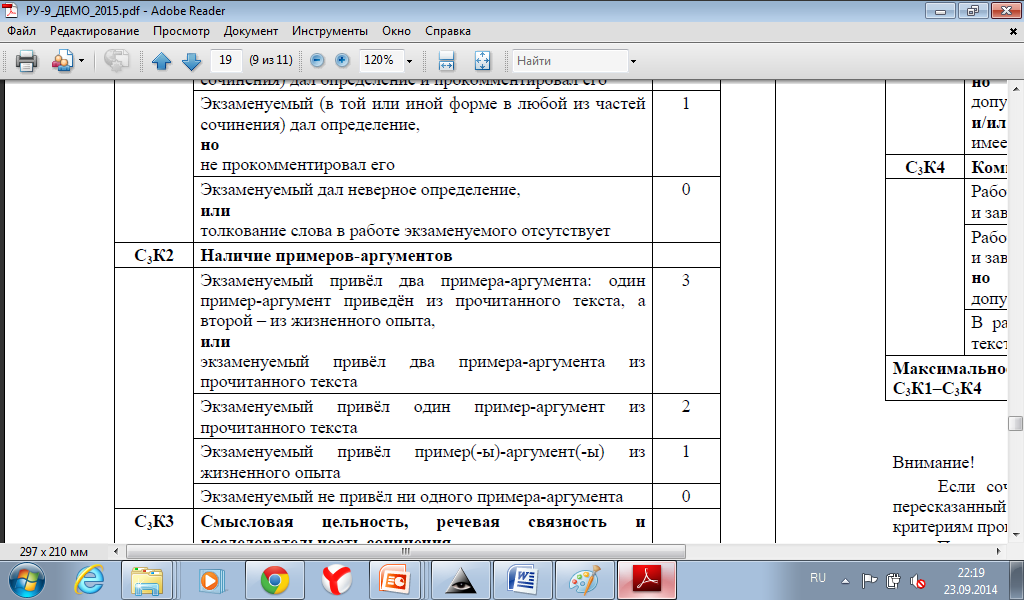 РУ-9_ДЕМО_2015.pdf - Adobe Reader
Файл Редактирование Просмотр Документ Инструменты Окно Справка
19 (9 из 11) 120% Найти
сочинения) дал определение и прокомментировал его
Экзаменуемый (в той или иной форме в любой из частей 1
сочинения) дал определение,
но
не прокомментировал его
Экзаменуемый дал неверное определение, 0
или
толкование слова в работе экзаменуемого отсутствует
С3К2 Наличие примеров-аргументов
Экзаменуемый привёл два примера-аргумента: один 3
пример-аргумент приведён из прочитанного текста, а
второй – из жизненного опыта,
или
экзаменуемый привёл два примера-аргумента из
прочитанного текста
Экзаменуемый привёл один пример-аргумент из 2
прочитанного текста
Экзаменуемый привёл пример(-ы)-аргумент(-ы) из 1
жизненного опыта
Экзаменуемый не привёл ни одного примера-аргумента 0
С3К3 Смысловая цельность, речевая связность и
последовательность сочинения
но
допу
и/ил
имее
С3К4 Ком
Рабо
и зав
Рабо
и зав
но
допу
В ра
текст
Максимально
С3К1–С3К4
Внимание!
Если соч
пересказанный
критериям про
297 x 210 мм
RU 22:19
23.09.2014